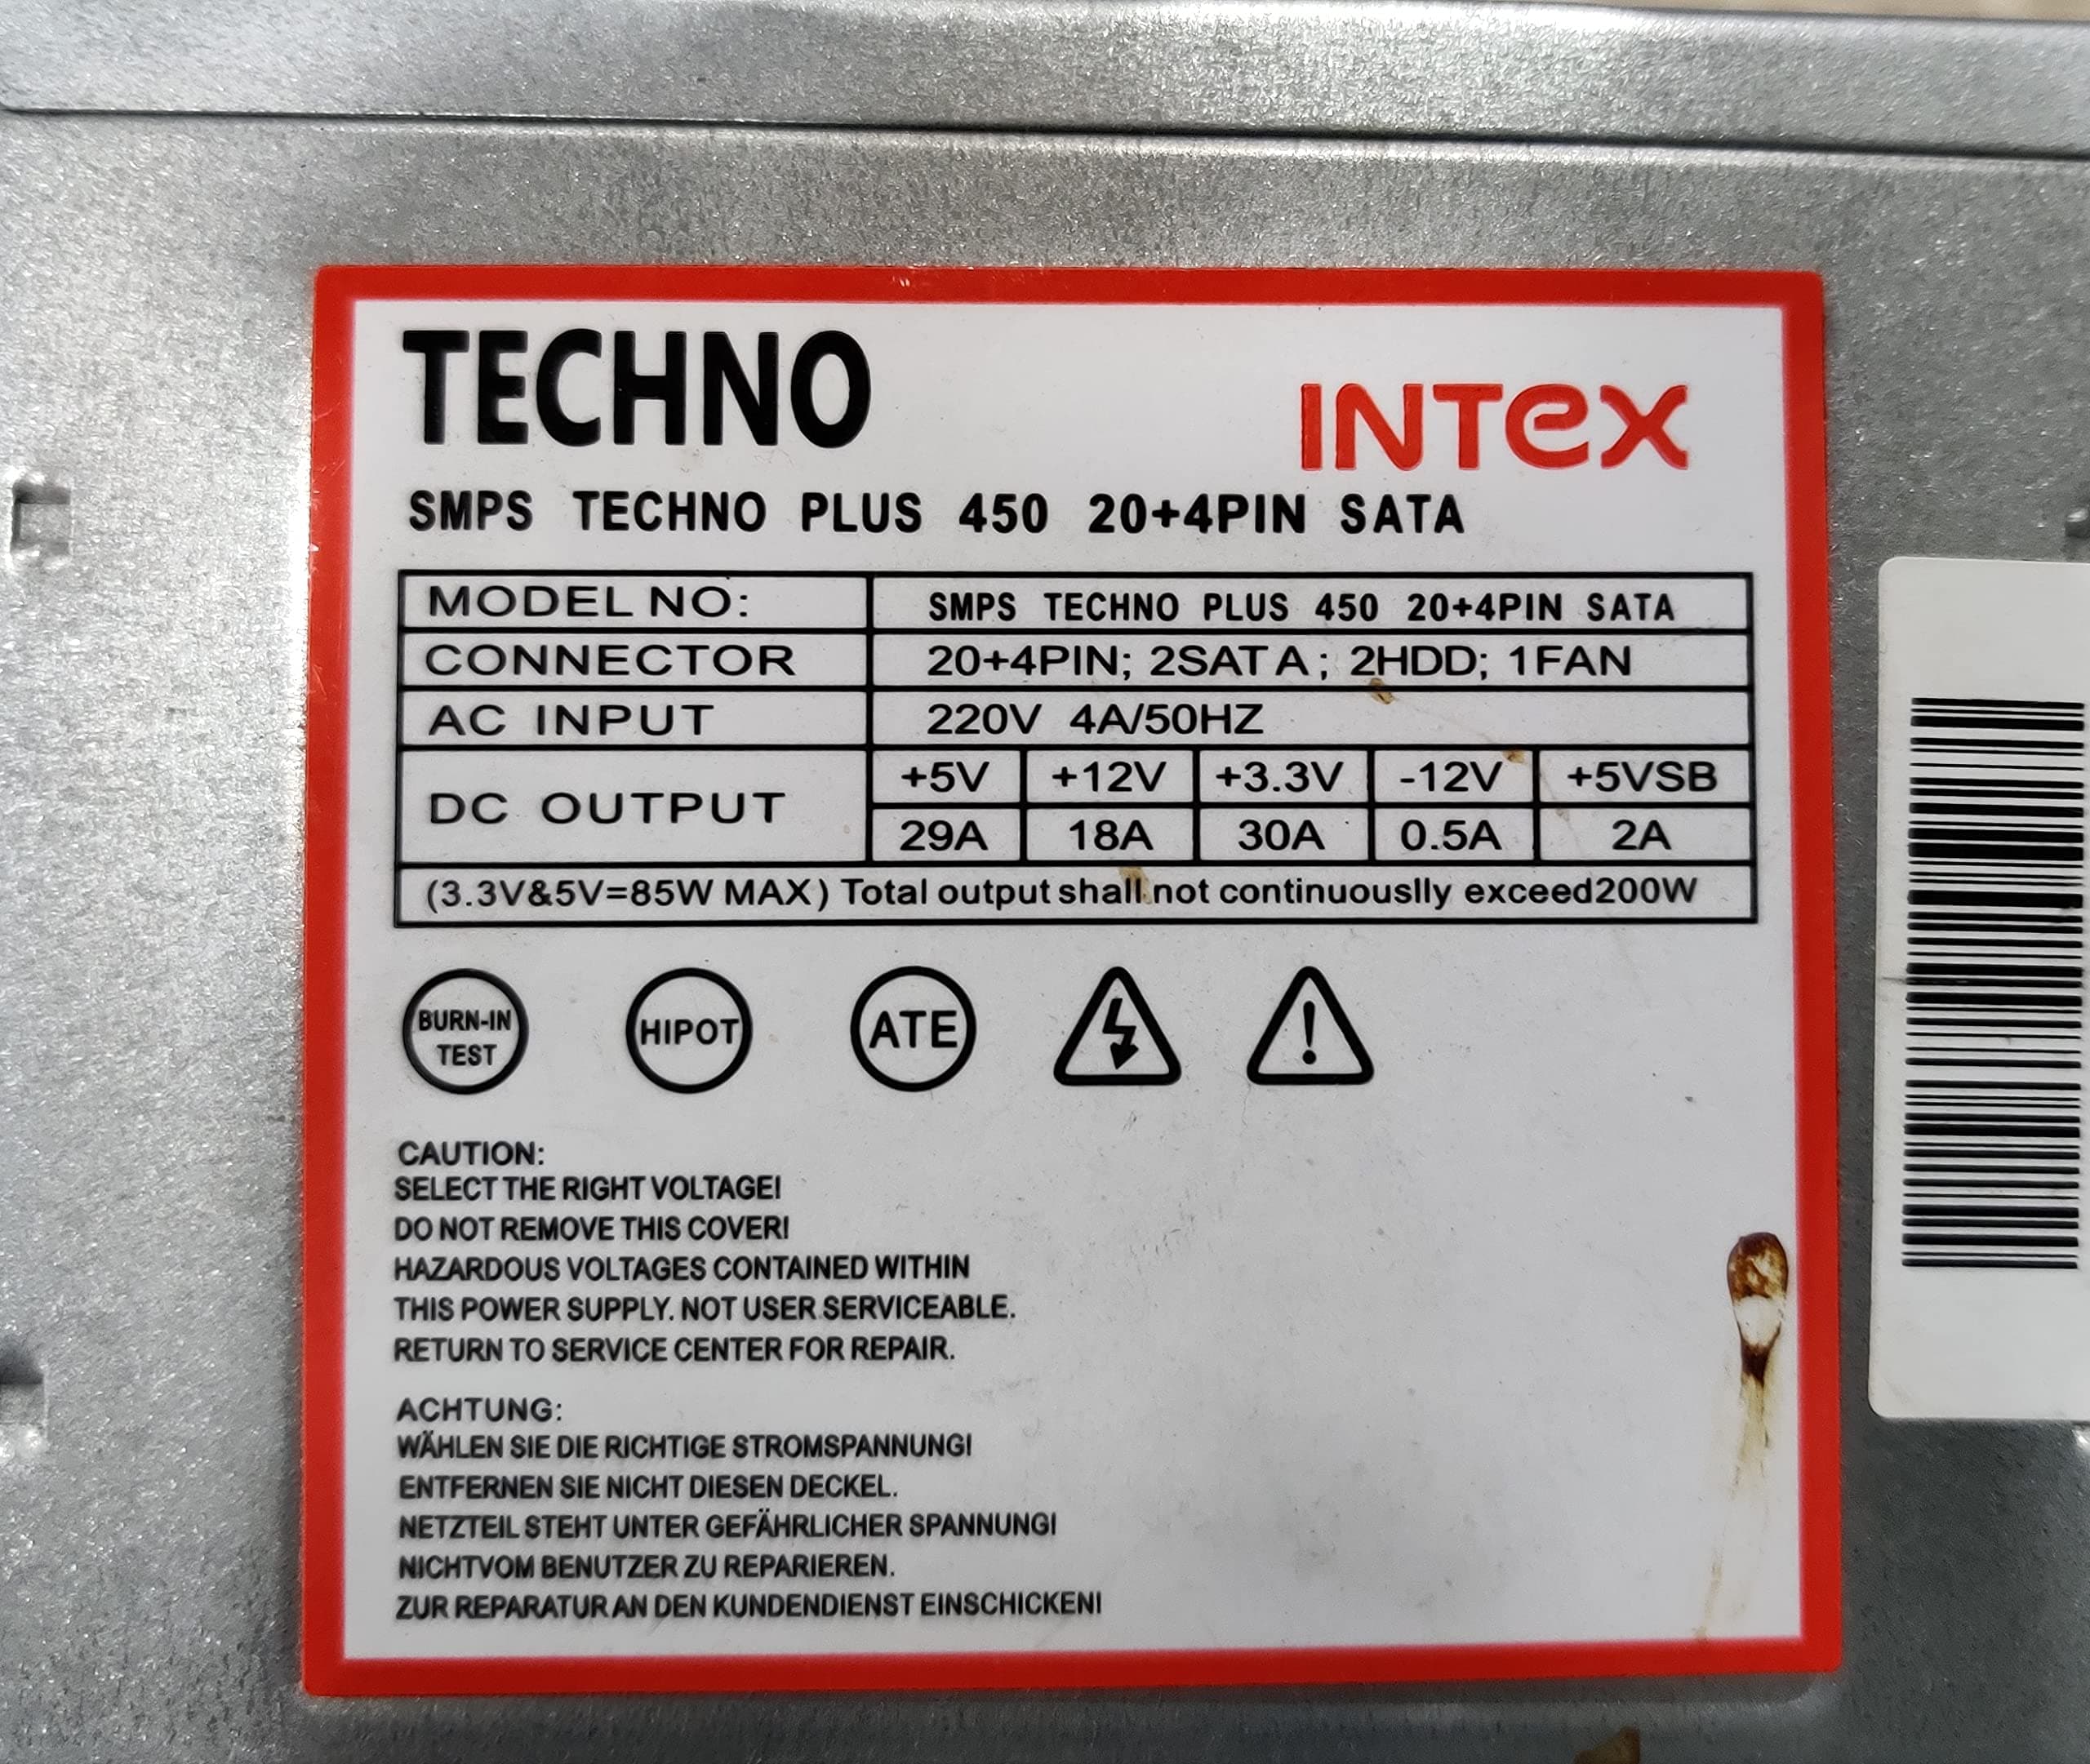 TECHNO
INTEX
SMPS TECHNO PLUS 450 20+4PIN SATA
MODEL NO: SMPS TECHNO PLUS 450 20+4PIN SATA
CONNECTOR 20+4PIN; 2SATA; 2HDD; 1FAN
AC INPUT 220V 4A/50HZ
DC OUTPUT
+5V +12V +3.3V -12V +5VSB
29A 18A 30A 0.5A 2A
(3.3V&5V=85W MAX) Total output shall not continuouslly exceed200W
BURN-IN
TEST
HIPOT
ATE
!
CAUTION:
SELECT THE RIGHT VOLTAGE!
DO NOT REMOVE THIS COVER!
HAZARDOUS VOLTAGES CONTAINED WITHIN
THIS POWER SUPPLY. NOT USER SERVICEABLE.
RETURN TO SERVICE CENTER FOR REPAIR.
ACHTUNG:
WÄHLEN SIE DIE RICHTIGE STROMSPANNUNG!
ENTFERNEN SIE NICHT DIESEN DECKEL.
NETZTEIL STEHT UNTER GEFÄHRLICHER SPANNUNG!
NICHTVOM BENUTZER ZU REPARIEREN.
ZUR REPARATUR AN DEN KUNDENDIENST EINSCHICKEN!